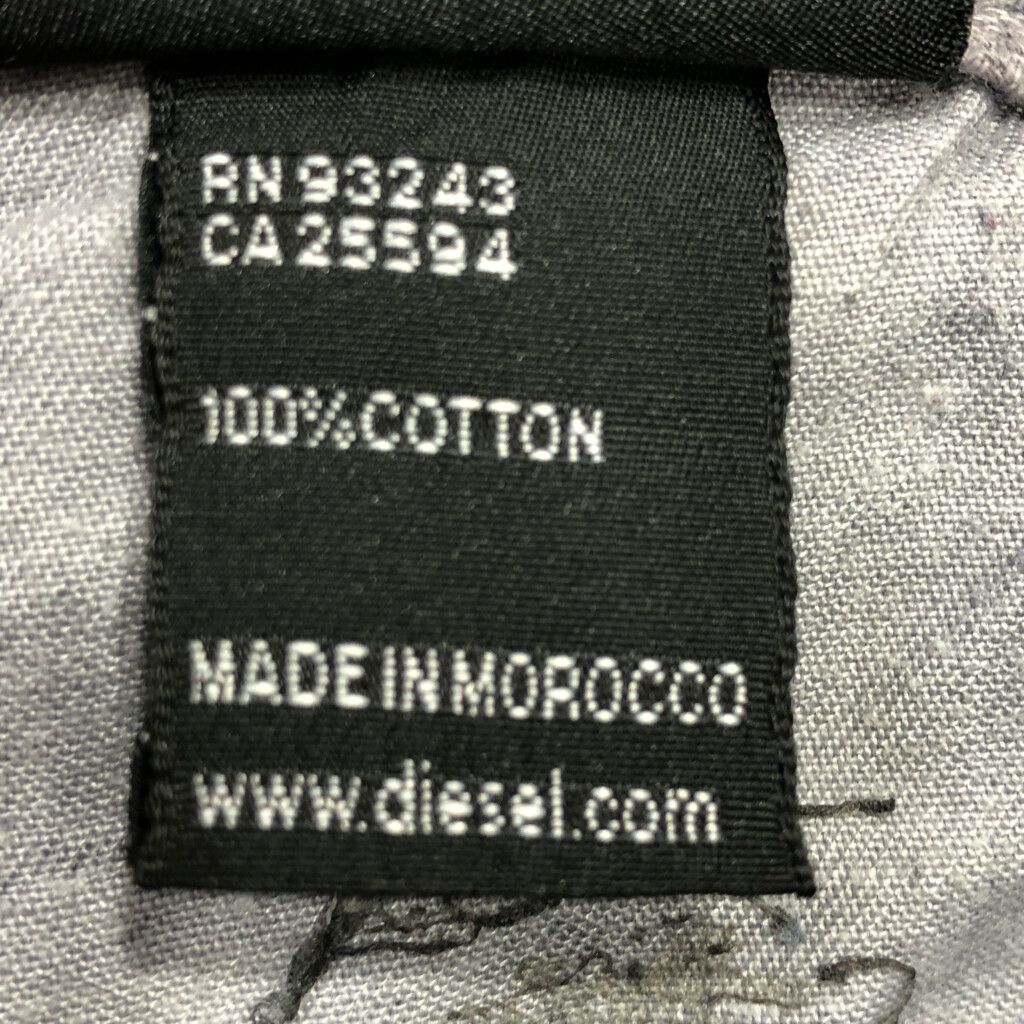 RN 93243
CA 25594
100% COTTON
MADE IN MOROCCO
www.diesel.com